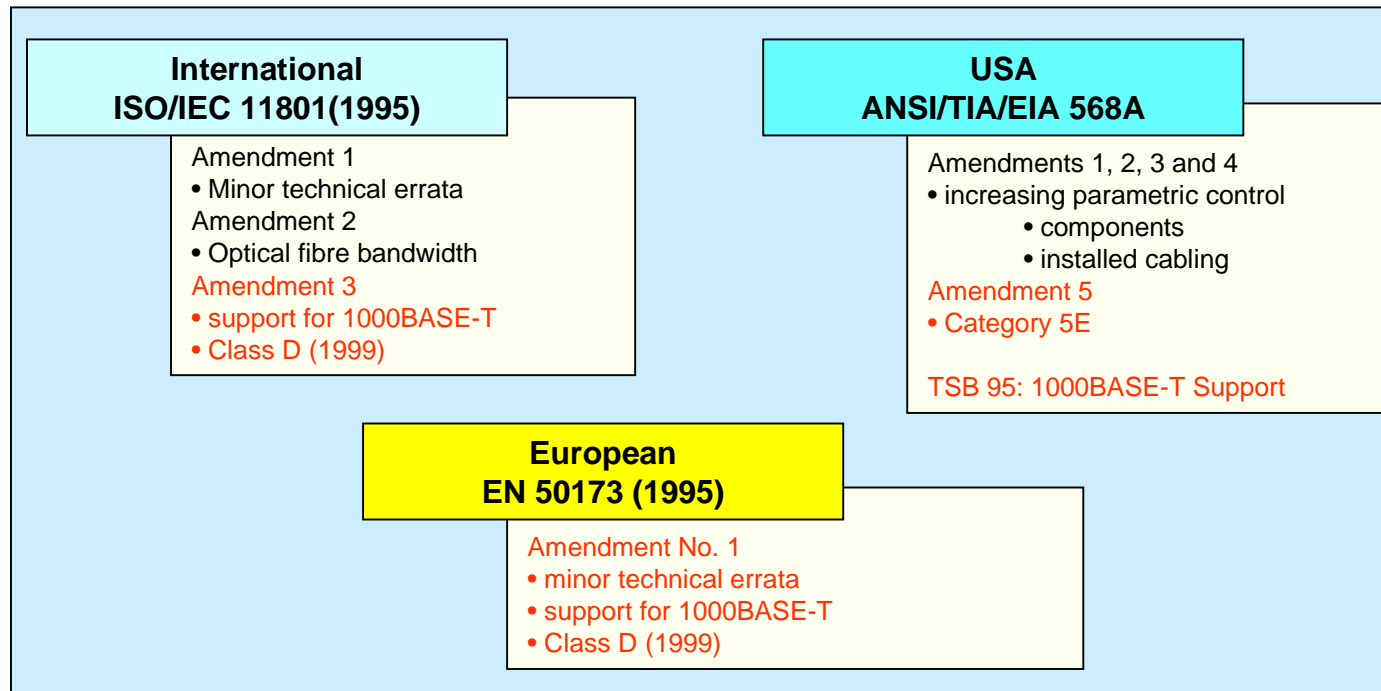 International
ISO/IEC 11801(1995)
Amendment 1
• Minor technical errata
Amendment 2
• Optical fibre bandwidth
Amendment 3
• support for 1000BASE-T
• Class D (1999)
USA
ANSI/TIA/EIA 568A
Amendments 1, 2, 3 and 4
• increasing parametric control
• components
• installed cabling
Amendment 5
• Category 5E
TSB 95: 1000BASE-T Support
European
EN 50173 (1995)
Amendment No. 1
• minor technical errata
• support for 1000BASE-T
• Class D (1999)